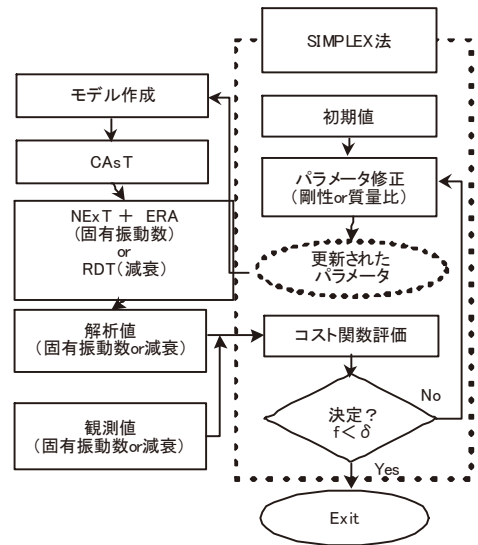 SIMPLEX法
モデル作成
CAsT
NExT + ERA
(固有振動数)
or
RDT(減衰)
解析値
(固有振動数or減衰)
観測値
(固有振動数or減衰)
初期値
パラメータ修正
(剛性or質量比)
更新された
パラメータ
コスト関数評価
決定?
f<δ
No
Yes
Exit